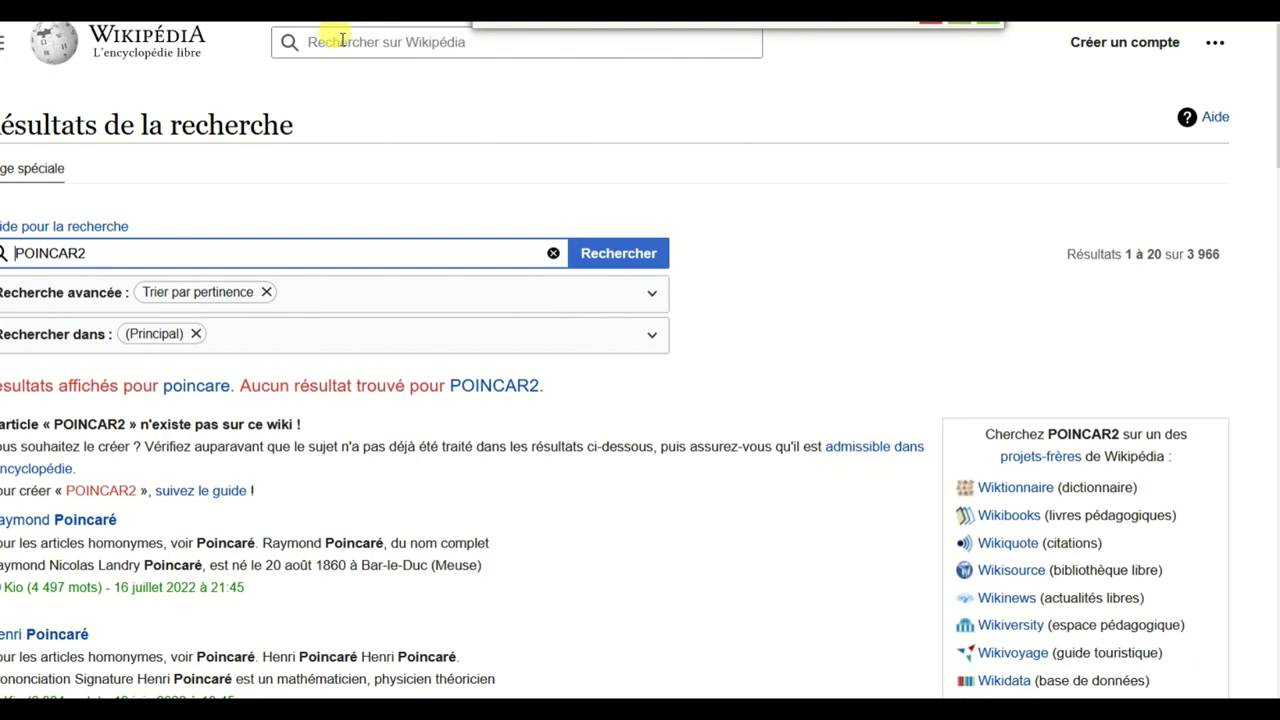 WIKIPÉDIA
L'encyclopédie libre
Rechercher sur Wikipédia
Créer un compte
ésultats de la recherche
Aide
ge spéciale
ide pour la recherche
POINCAR2
Rechercher
Résultats 1 à 20 sur 3 966
Recherche avancée : Trier par pertinence
Rechercher dans : (Principal)
ésultats affichés pour poincare. Aucun résultat trouvé pour POINCAR2.
article « POINCAR2 » n'existe pas sur ce wiki !
ous souhaitez le créer ? Vérifiez auparavant que le sujet n'a pas déjà été traité dans les résultats ci-dessous, puis assurez-vous qu'il est admissible dans
encyclopédie.
our créer « POINCAR2 », suivez le guide !
aymond Poincaré
our les articles homonymes, voir Poincaré. Raymond Poincaré, du nom complet
aymond Nicolas Landry Poincaré, est né le 20 août 1860 à Bar-le-Duc (Meuse)
Kio (4 497 mots) - 16 juillet 2022 à 21:45
enri Poincaré
our les articles homonymes, voir Poincaré. Henri Poincaré Henri Poincaré.
rononciation Signature Henri Poincaré est un mathématicien, physicien théoricien
Cherchez POINCAR2 sur un des
projets-frères de Wikipédia :
Wiktionnaire (dictionnaire)
Wikibooks (livres pédagogiques)
Wikiquote (citations)
Wikisource (bibliothèque libre)
Wikinews (actualités libres)
Wikiversity (espace pédagogique)
Wikivoyage (guide touristique)
Wikidata (base de données)